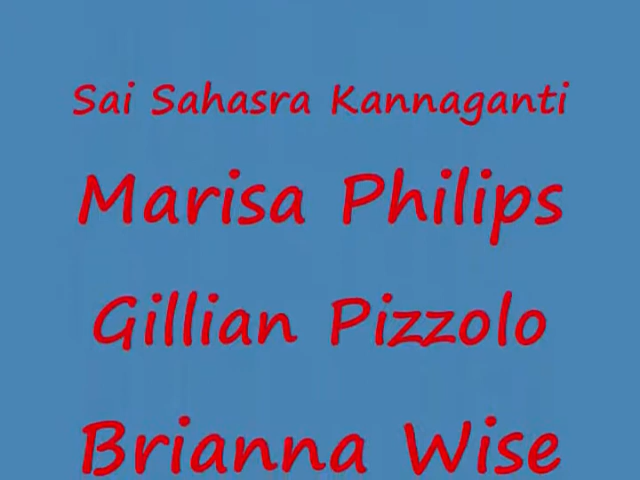 Sai Sahasra Kannaganti
Marisa Philips
Gillian Pizzolo
Brianna Wise